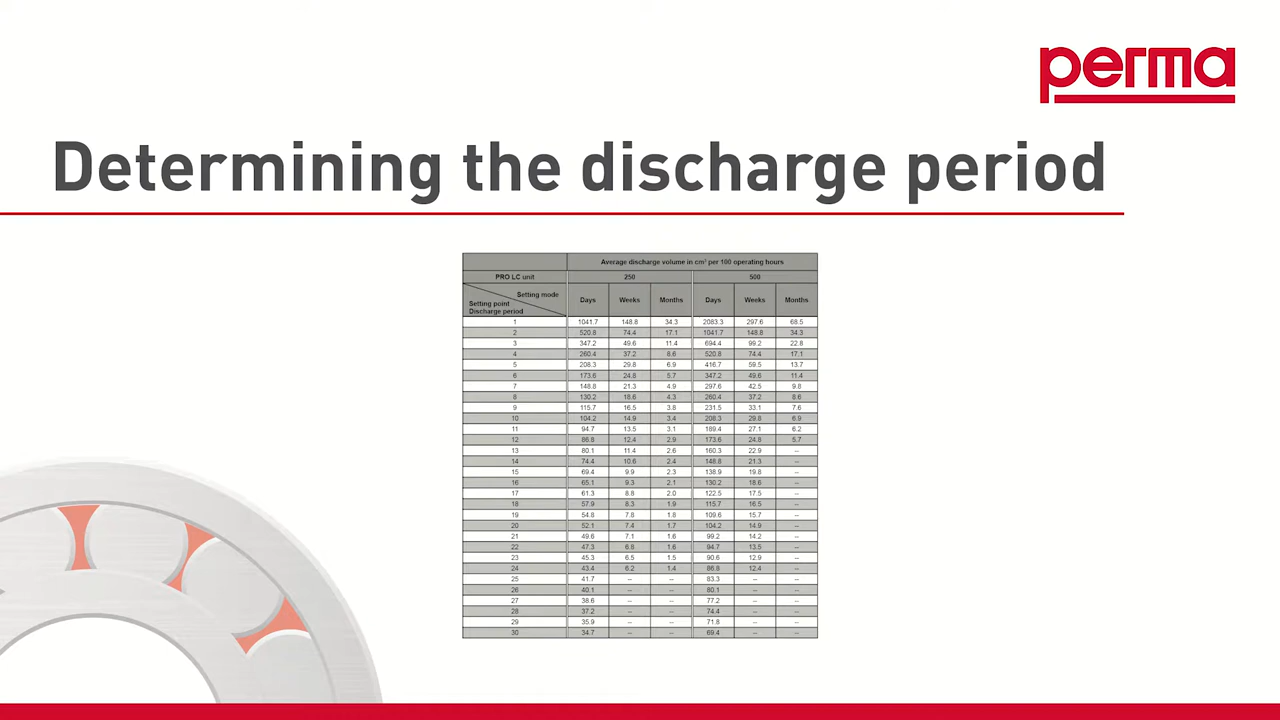 perma
Determining the discharge period
Average discharge volume in cm³ per 100 operating hours
PRO LC unit 250 500
Setting mode
Setting point
Discharge period
Days Weeks Months Days Weeks Months
1 1041.7 148.8 34.3 2083.3 297.6 68.5
2 520.8 74.4 17.1 1041.7 148.8 34.3
3 347.2 49.6 11.4 694.4 99.2 22.8
4 260.4 37.2 8.6 520.8 74.4 17.1
5 208.3 29.8 6.9 416.7 59.5 13.7
6 173.6 24.8 5.7 347.2 49.6 11.4
7 148.8 21.3 4.9 297.6 42.5 9.8
8 130.2 18.6 4.3 260.4 37.2 8.6
9 115.7 16.5 3.8 231.5 33.1 7.6
10 104.2 14.9 3.4 208.3 29.8 6.9
11 94.7 13.5 3.1 189.4 27.1 6.2
12 86.8 12.4 2.9 173.6 24.8 5.7
13 80.1 11.4 2.6 160.3 22.9 --
14 74.4 10.6 2.4 148.8 21.3 --
15 69.4 9.9 2.3 138.9 19.8 --
16 65.1 9.3 2.1 130.2 18.6 --
17 61.3 8.8 2.0 122.5 17.5 --
18 57.9 8.3 1.9 115.7 16.5 --
19 54.8 7.8 1.8 109.6 15.7 --
20 52.1 7.4 1.7 104.2 14.9 --
21 49.6 7.1 1.6 99.2 14.2 --
22 47.3 6.8 1.6 94.7 13.5 --
23 45.3 6.5 1.5 90.6 12.9 --
24 43.4 6.2 1.4 86.8 12.4 --
25 41.7 -- -- 83.3 -- --
26 40.1 -- -- 80.1 -- --
27 38.6 -- -- 77.2 -- --
28 37.2 -- -- 74.4 -- --
29 35.9 -- -- 71.8 -- --
30 34.7 -- -- 69.4 -- --